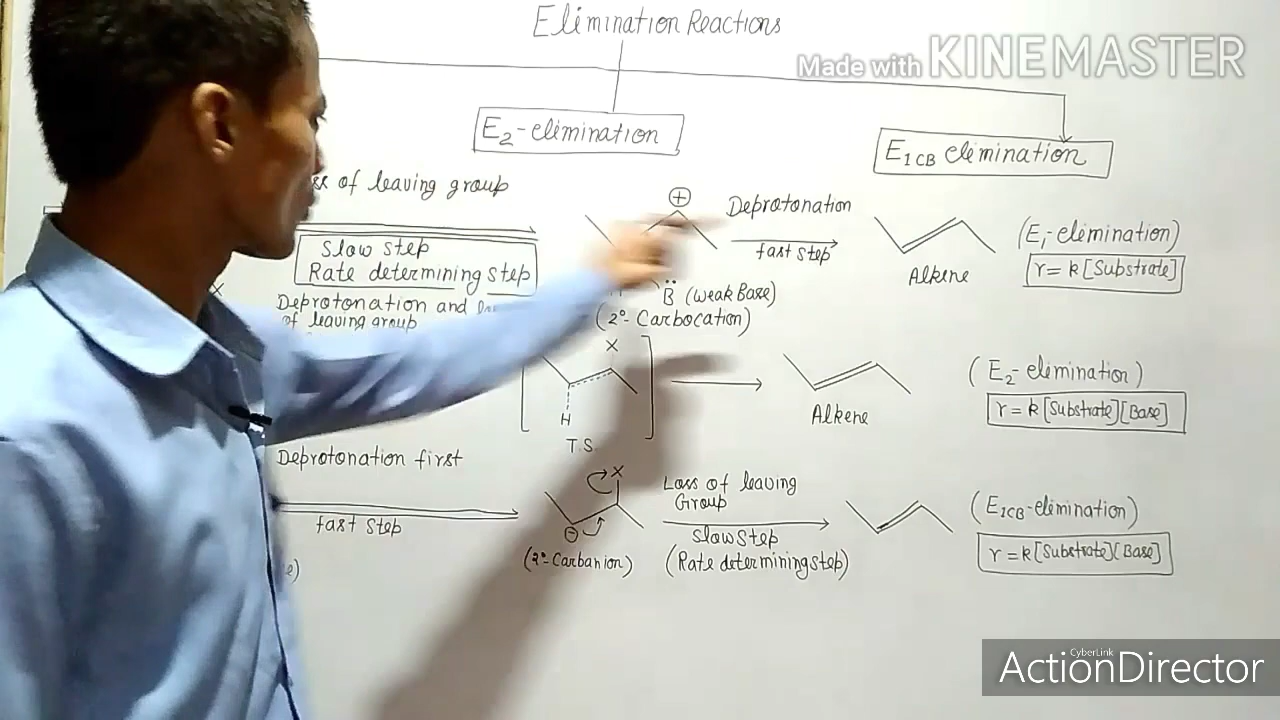 Elimination Reactions
Made with KINEMASTER
E2-elimination
E1CB elimination
of leaving group
Slow step
Rate determining step
Deprotonation and
of leaving group
X
⊕
Deprotonation
fast step
Alkene
(E1-elimination)
r = k[Substrate]
B̈ (Weak Base)
(2°- Carbocation)
X
H
T.S.
Alkene
(E2-elimination)
r = k[Substrate][Base]
Deprotonation first
fast step
X
⊖
(2°-Carbanion)
Loss of leaving
Group
Slow step
(Rate determining step)
(E1CB-elimination)
r = k[Substrate][Base]
CyberLink
ActionDirector